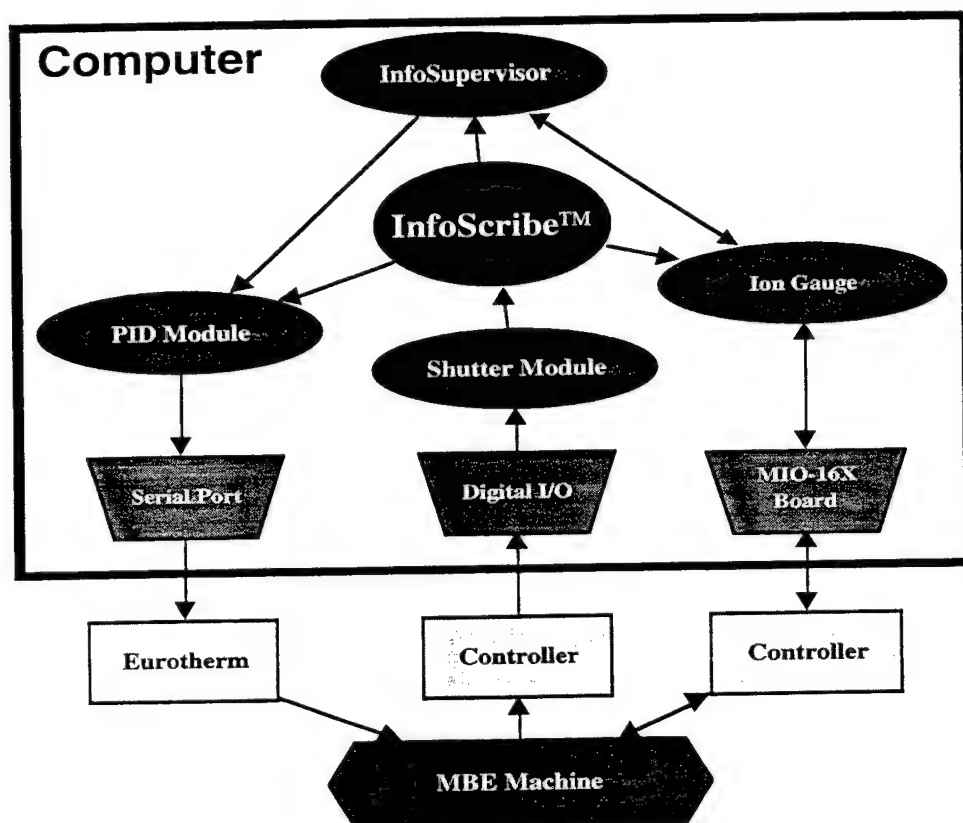 Computer
InfoSupervisor
InfoScribe™
Ion Gauge
PID Module
Shutter Module
Serial Port
Digital I/O
MIO-16X
Board
Eurotherm
Controller
Controller
MBE Machine